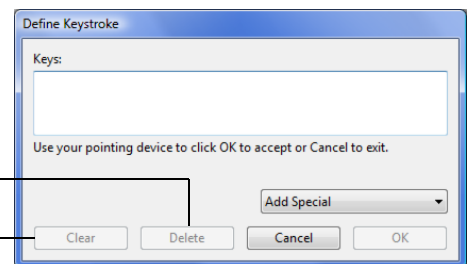 Define Keystroke
Keys:
Use your pointing device to click OK to accept or Cancel to exit.
Add Special
Clear Delete Cancel OK